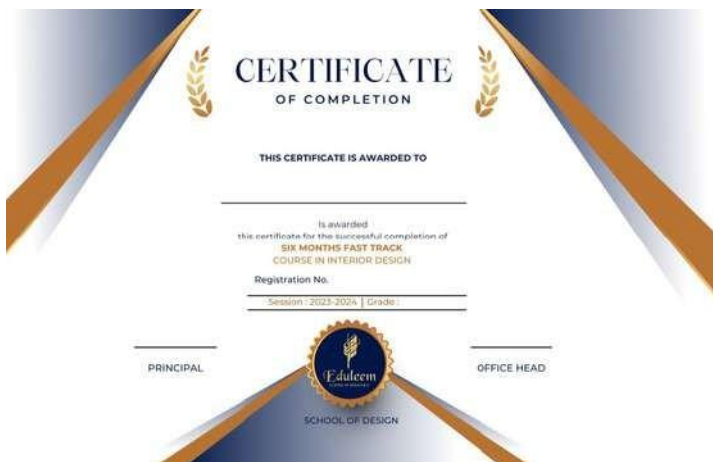 CERTIFICATE
OF COMPLETION
THIS CERTIFICATE IS AWARDED TO
Is awarded
this certificate for the successful completion of
SIX MONTHS FAST TRACK
COURSE IN INTERIOR DESIGN
Registration No.
Session : 2023-2024 | Grade :
PRINCIPAL
OFFICE HEAD
Eduleem
SCHOOL OF DESIGN